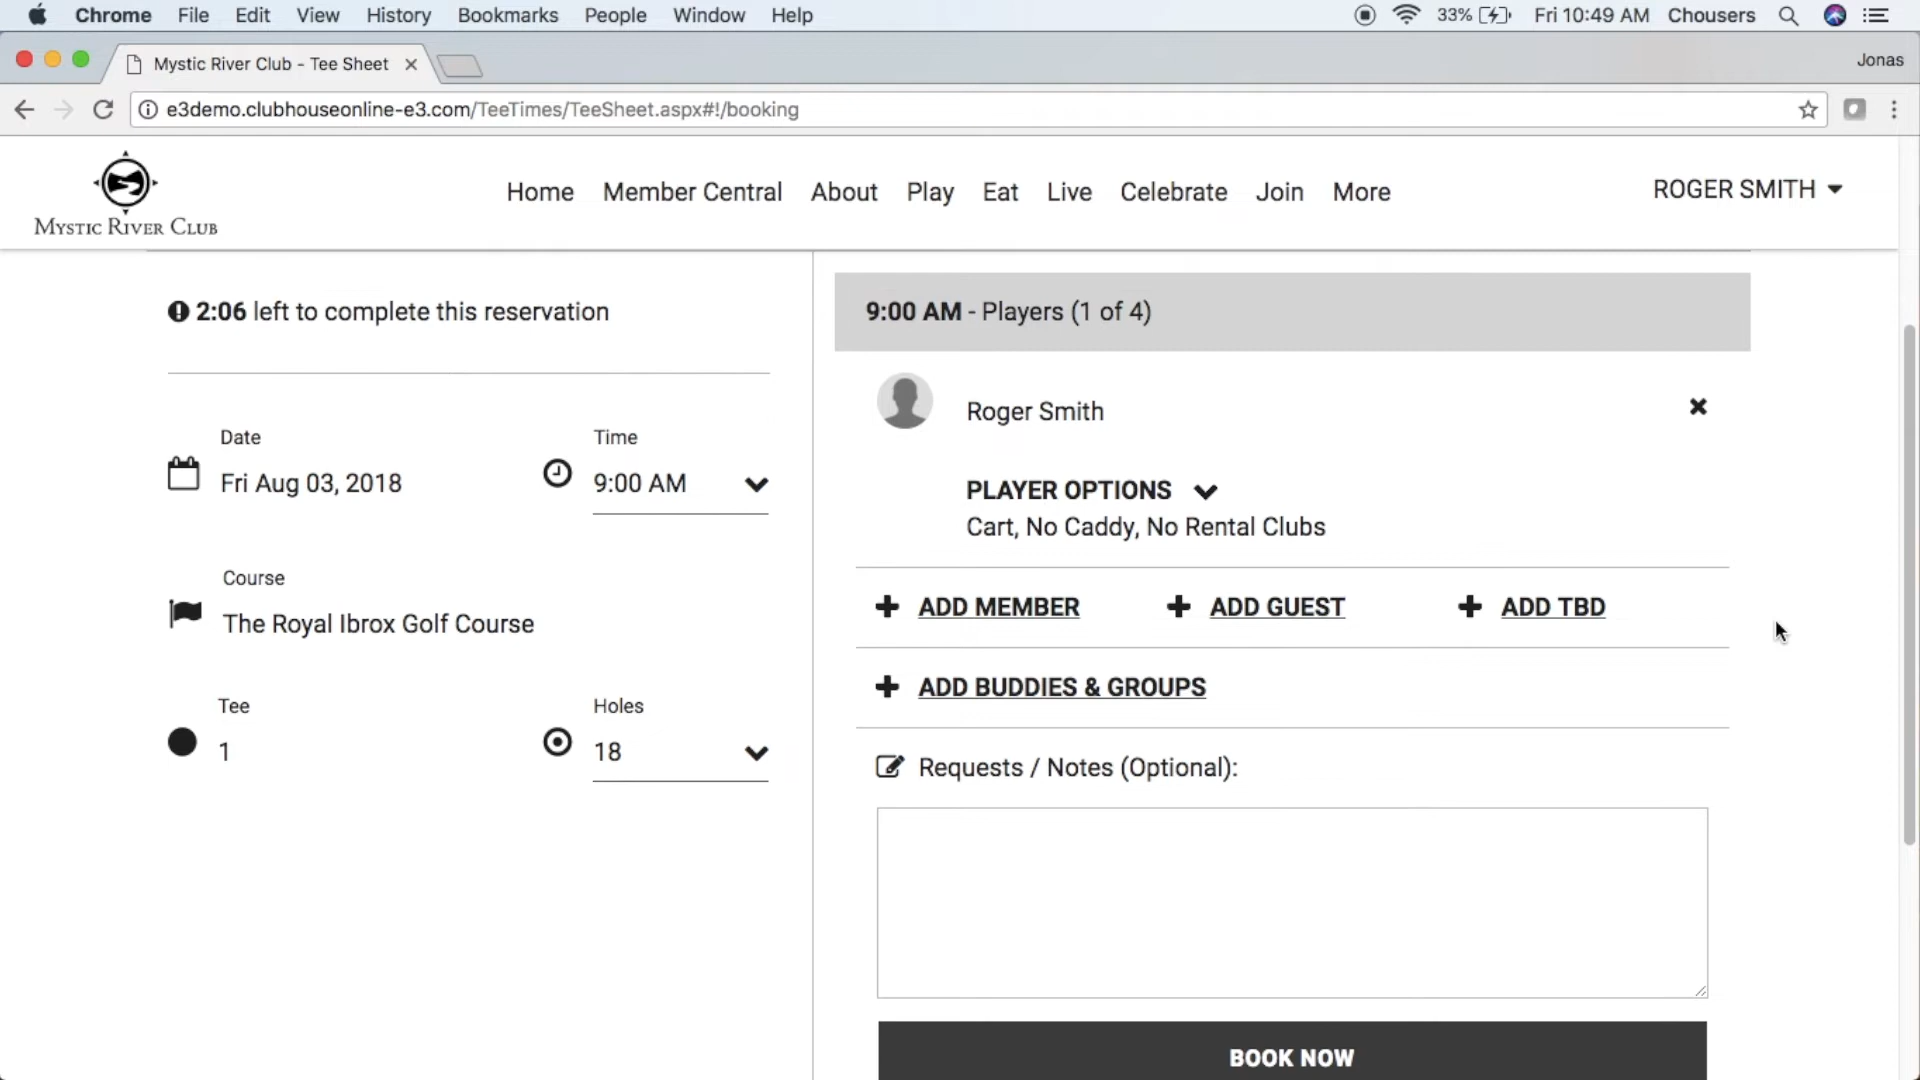 Chrome File Edit View History Bookmarks People Window Help 33% Fri 10:49 AM Chousers
Mystic River Club - Tee Sheet Jonas
e3demo.clubhouseonline-e3.com/TeeTimes/TeeSheet.aspx#!/booking
MYSTIC RIVER CLUB
Home Member Central About Play Eat Live Celebrate Join More
ROGER SMITH
2:06 left to complete this reservation
Date
Fri Aug 03, 2018
Time
9:00 AM
Course
The Royal Ibrox Golf Course
Tee
1
Holes
18
9:00 AM - Players (1 of 4)
Roger Smith
PLAYER OPTIONS
Cart, No Caddy, No Rental Clubs
ADD MEMBER ADD GUEST ADD TBD
ADD BUDDIES & GROUPS
Requests / Notes (Optional):
BOOK NOW